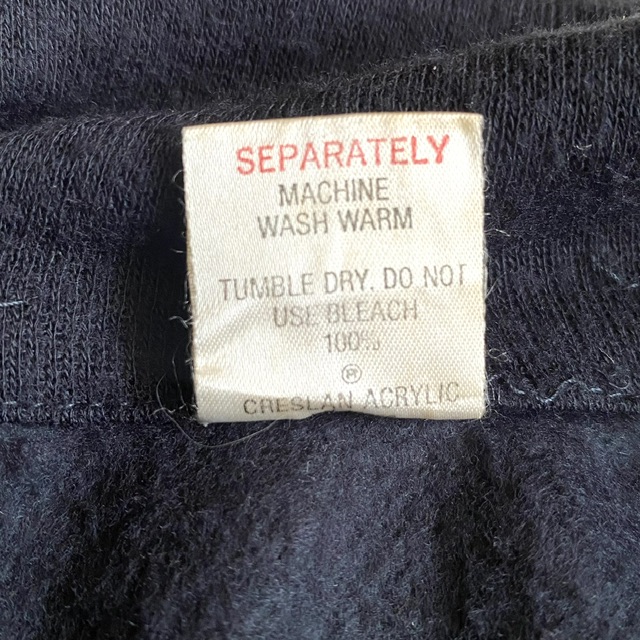 SEPARATELY
MACHINE
WASH WARM
TUMBLE DRY. DO NOT
USE BLEACH
100%
®
CRESLAN ACRYLIC